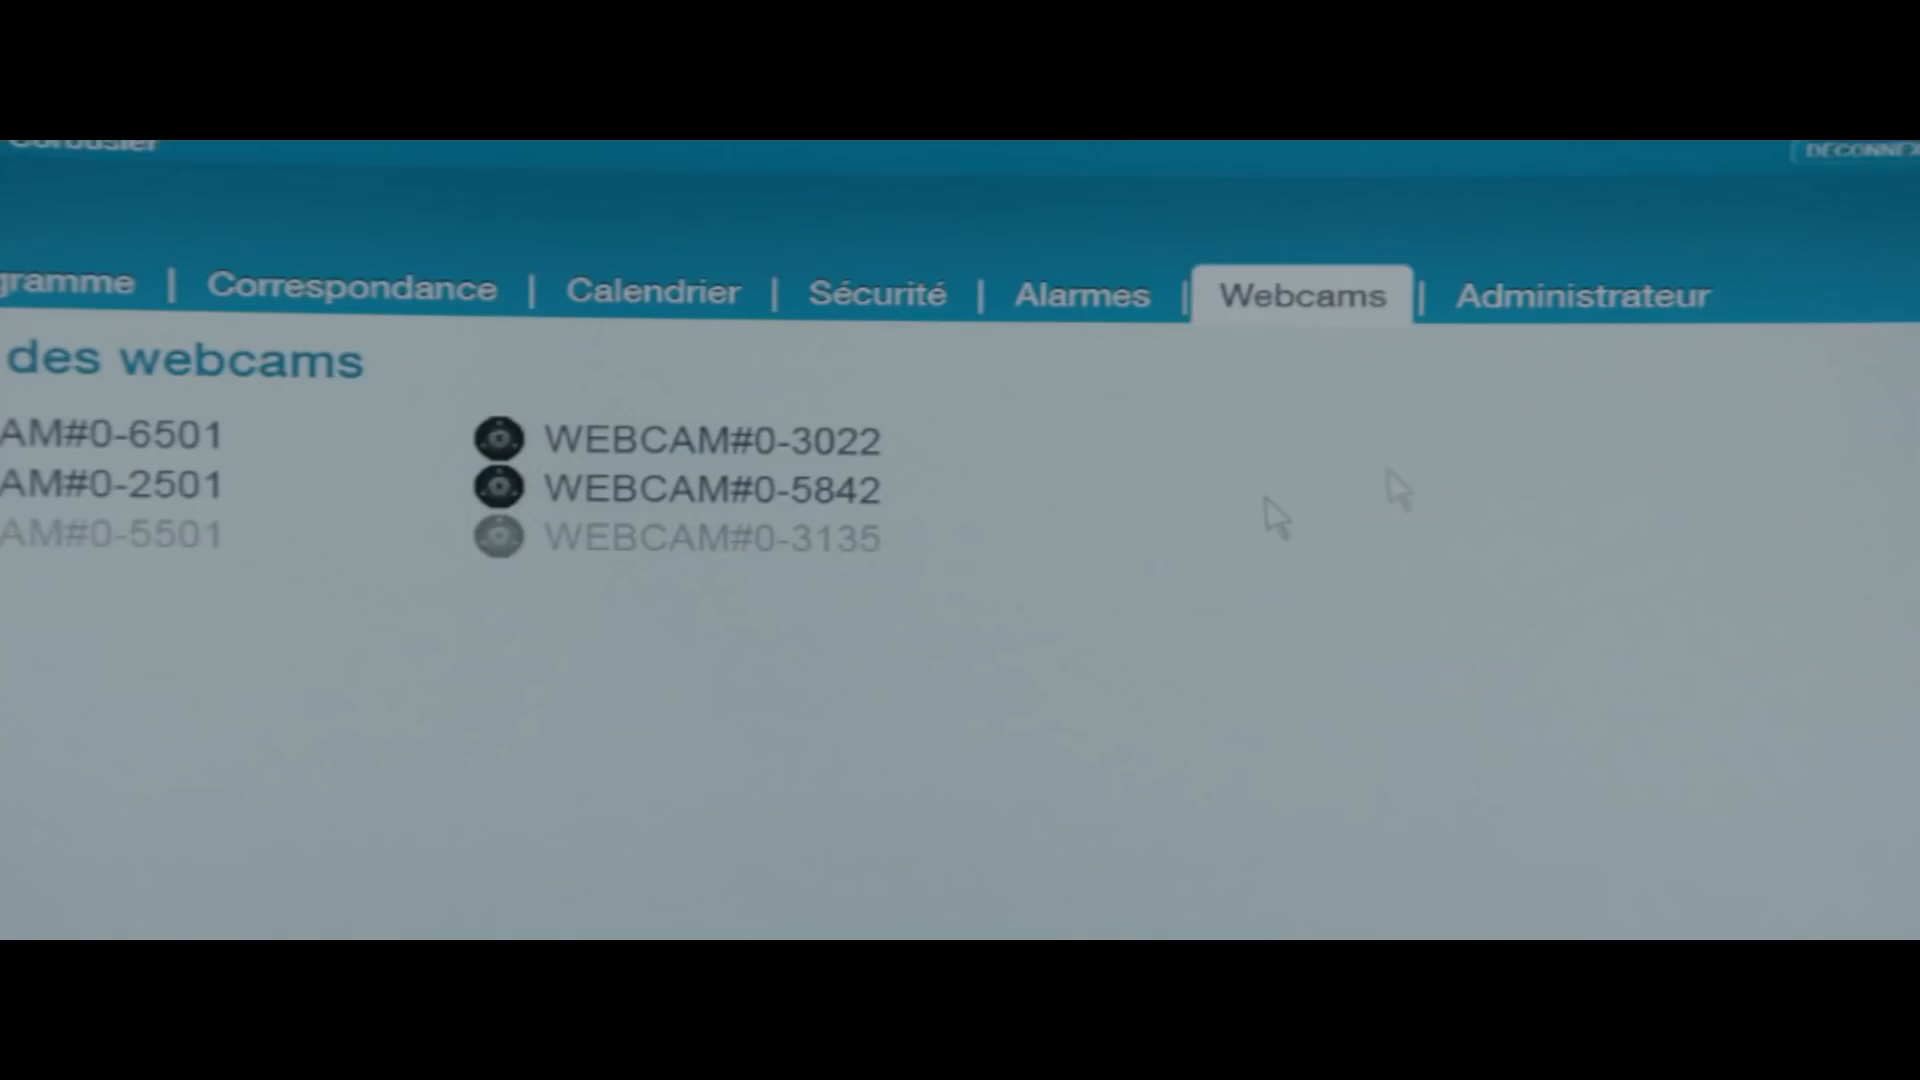 gramme | Correspondance | Calendrier | Sécurité | Alarmes | Webcams | Administrateur
des webcams
AM#0-6501 WEBCAM#0-3022
AM#0-2501 WEBCAM#0-5842
AM#0-5501 WEBCAM#0-3135